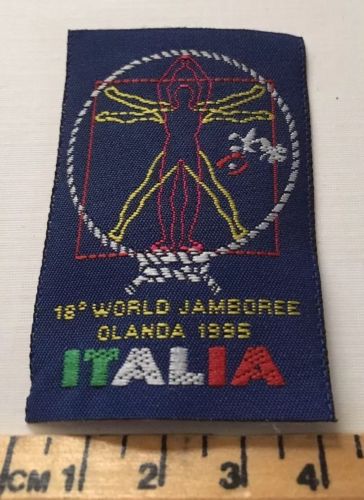 18° WORLD JAMBOREE
OLANDA 1995
ITALIA
CM 1 2 3 4